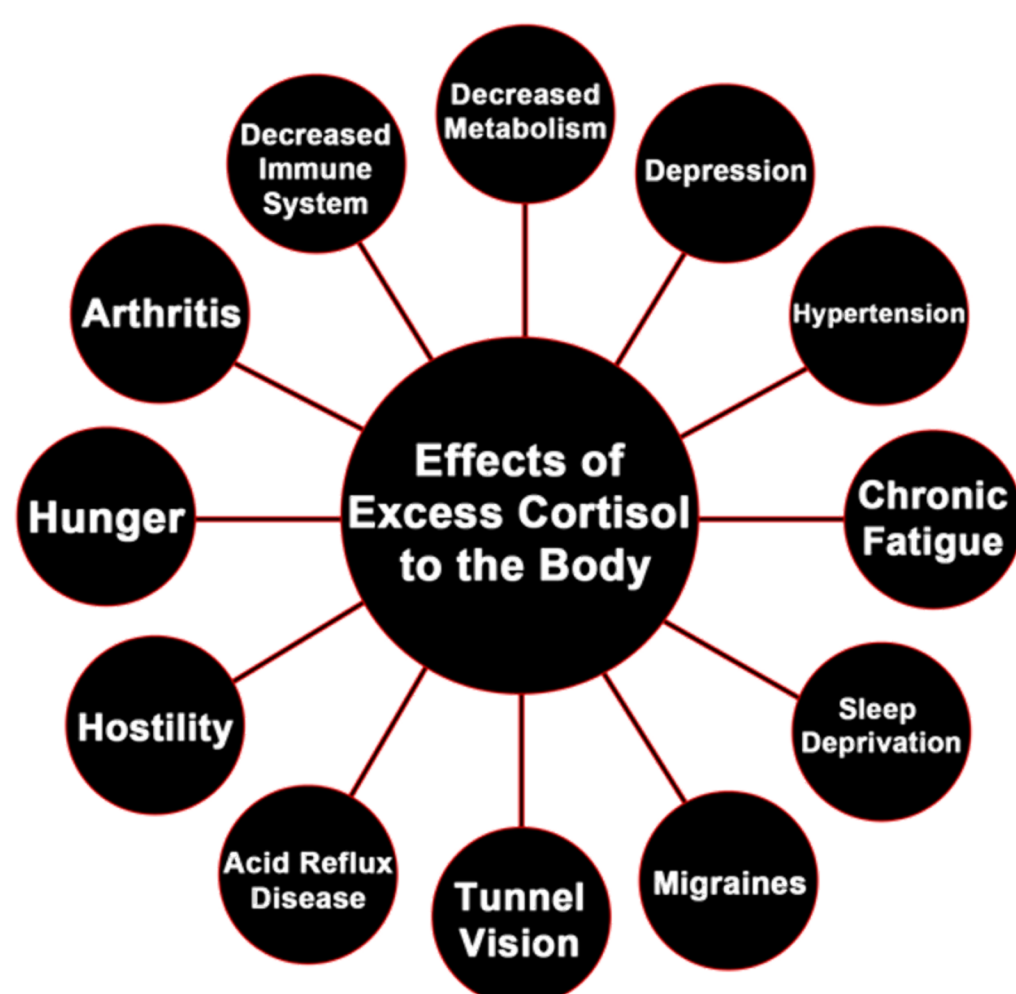 Effects of
Excess Cortisol
to the Body
Decreased
Metabolism
Depression
Hypertension
Chronic
Fatigue
Sleep
Deprivation
Migraines
Tunnel
Vision
Acid Reflux
Disease
Hostility
Hunger
Arthritis
Decreased
Immune
System